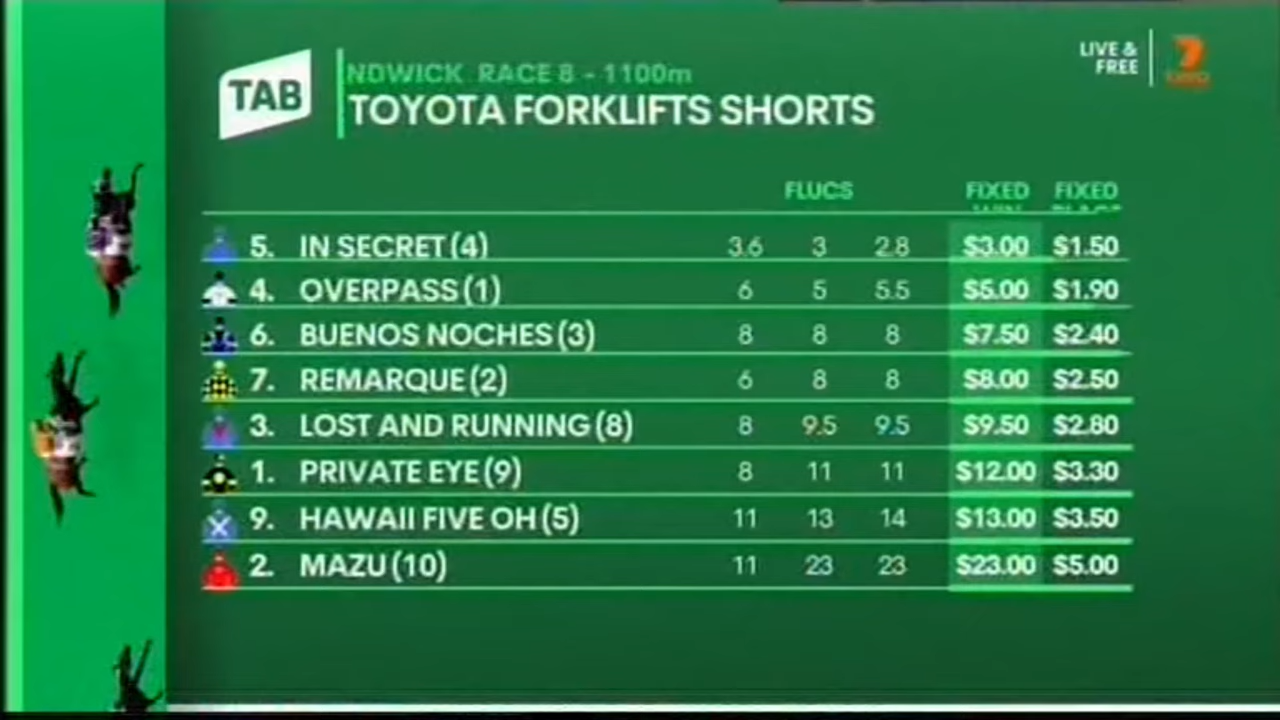 TAB
NDWICK RACE 8 - 1100m
TOYOTA FORKLIFTS SHORTS
LIVE &
FREE
7
FLUCS FIXED FIXED
5. IN SECRET (4) 3.6 3 2.8 $3.00 $1.50
4. OVERPASS (1) 6 5 5.5 $1.90
6. BUENOS NOCHES (3) 8 8 8 $7.50 $2.40
7. REMARQUE (2) 6 8 8 $8.00 $2.50
3. LOST AND RUNNING (8) 8 9.5 9.5 $9.50 $2.80
1. PRIVATE EYE (9) 8 11 11 $12.00 $3.30
9. HAWAII FIVE OH (5) 11 13 14 $13.00 $3.50
2. MAZU (10) 11 23 23 $23.00 $5.00